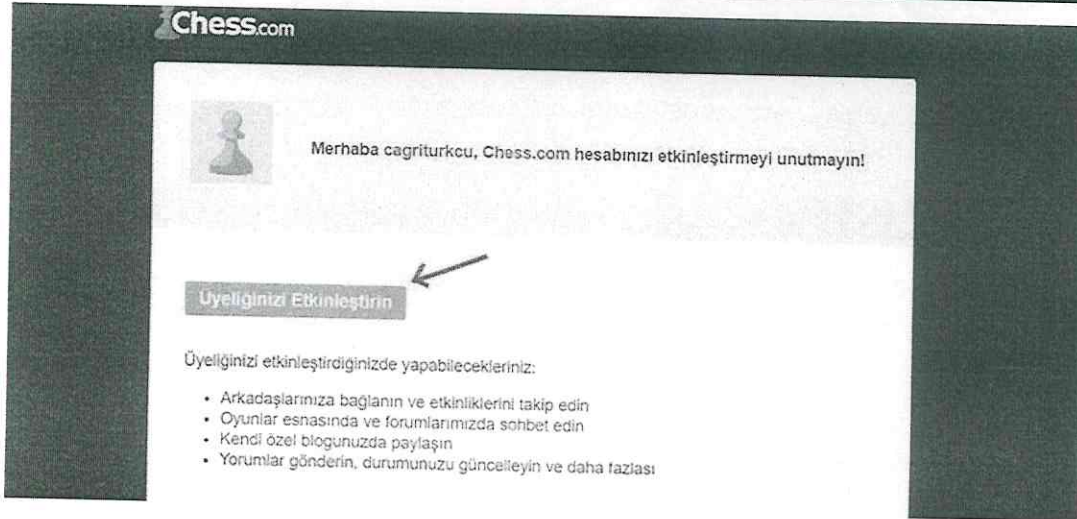 Chess.com
Merhaba cagriturkcu, Chess.com hesabınızı etkinleştirmeyi unutmayın!
Üyeliğinizi Etkinleştirin
Üyeliğinizi etkinleştirdiğinizde yapabilecekleriniz:
• Arkadaşlarınıza bağlanın ve etkinliklerini takip edin
• Oyunlar esnasında ve forumlarımızda sohbet edin
• Kendi özel blogunuzda paylaşın
• Yorumlar gönderin, durumunuzu güncelleyin ve daha fazlası